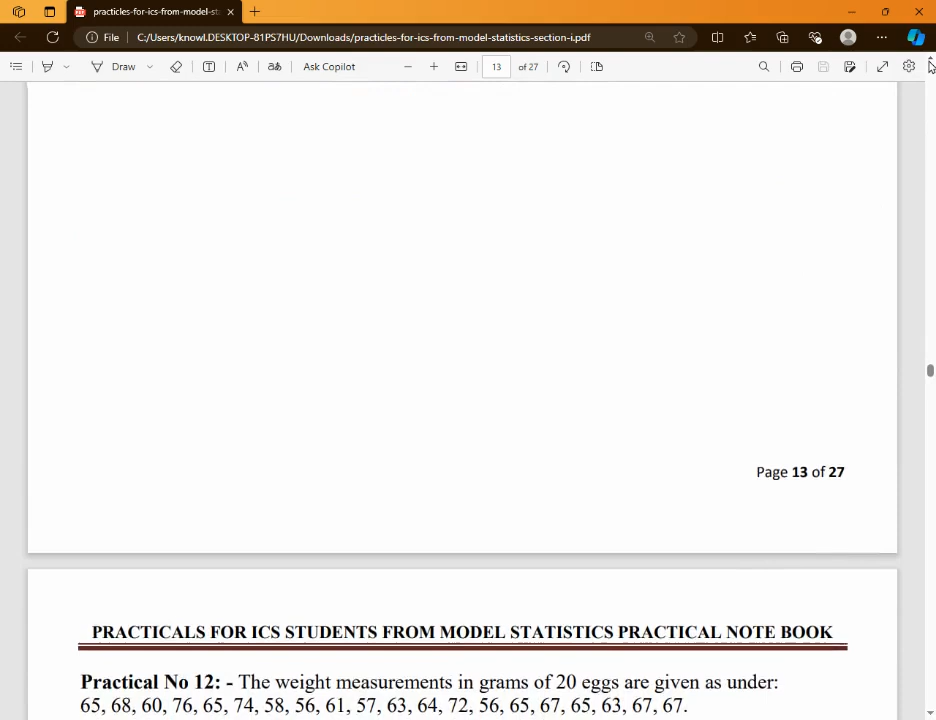 practicles-for-ics-from-model-sta
File
C:/Users/knowl.DESKTOP-81PS7HU/Downloads/practicles-for-ics-from-model-statistics-section-i.pdf
Draw
Ask Copilot
13 of 27
Page 13 of 27
PRACTICALS FOR ICS STUDENTS FROM MODEL STATISTICS PRACTICAL NOTE BOOK
Practical No 12: - The weight measurements in grams of 20 eggs are given as under:
65, 68, 60, 76, 65, 74, 58, 56, 61, 57, 63, 64, 72, 56, 65, 67, 65, 63, 67, 67.